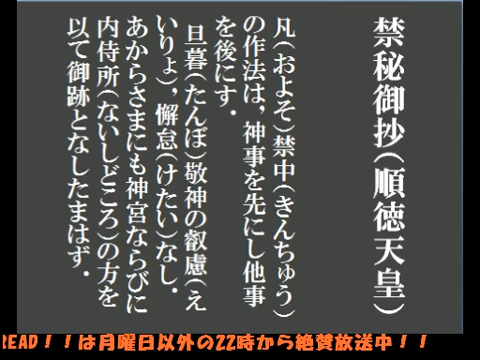 禁秘御抄(順徳天皇)
凡(およそ)禁中(きんちゅう)
の作法は，神事を先にし他事
を後にす．
旦暮(たんぼ)敬神の叡慮(え
いりょ)，懈怠(けたい)なし．
あからさまにも神宮ならびに
内侍所(ないしどころ)の方を
以て御跡となしたまはず．
READ！！は月曜日以外の22時から絶賛放送中！！